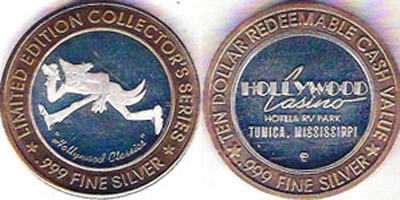 LIMITED EDITION COLLECTOR'S SERIES
"Hollywood Classics"
.999 FINE SILVER
TEN DOLLAR REDEEMABLE CASH VALUE
HOLLYWOOD
Casino
HOTEL & RV PARK
TUNICA, MISSISSIPPI
.999 FINE SILVER